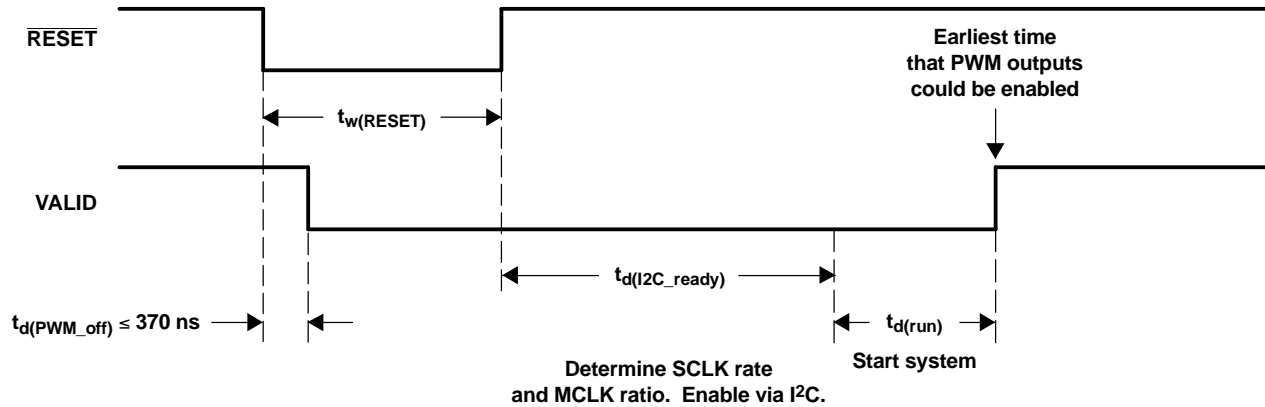 RESET
Earliest time
that PWM outputs
could be enabled
tw(RESET)
VALID
td(I2C_ready)
td(PWM_off) ≤ 370 ns
td(run)
Start system
Determine SCLK rate
and MCLK ratio. Enable via I²C.